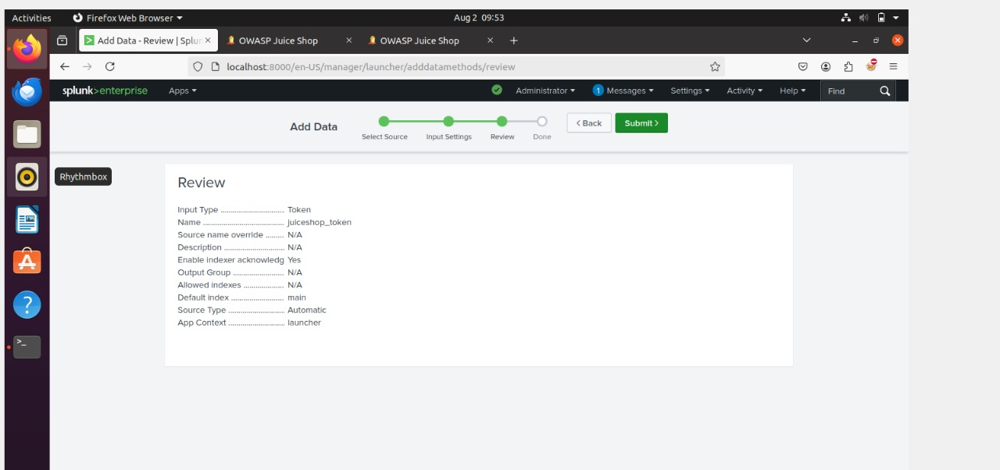 Activities Firefox Web Browser Aug 2 09:53
Add Data - Review | Splun OWASP Juice Shop OWASP Juice Shop
localhost:8000/en-US/manager/launcher/adddatamethods/review
splunk>enterprise Apps Administrator 1 Messages Settings Activity Help Find
Add Data Select Source Input Settings Review Done < Back Submit >
Rhythmbox
Review
Input Type .............................. Token
Name ...................................... juiceshop_token
Source name override ......... N/A
Description ............................. N/A
Enable indexer acknowledg Yes
Output Group ........................ N/A
Allowed indexes .................... N/A
Default index .......................... main
Source Type ........................... Automatic
App Context ............................ launcher